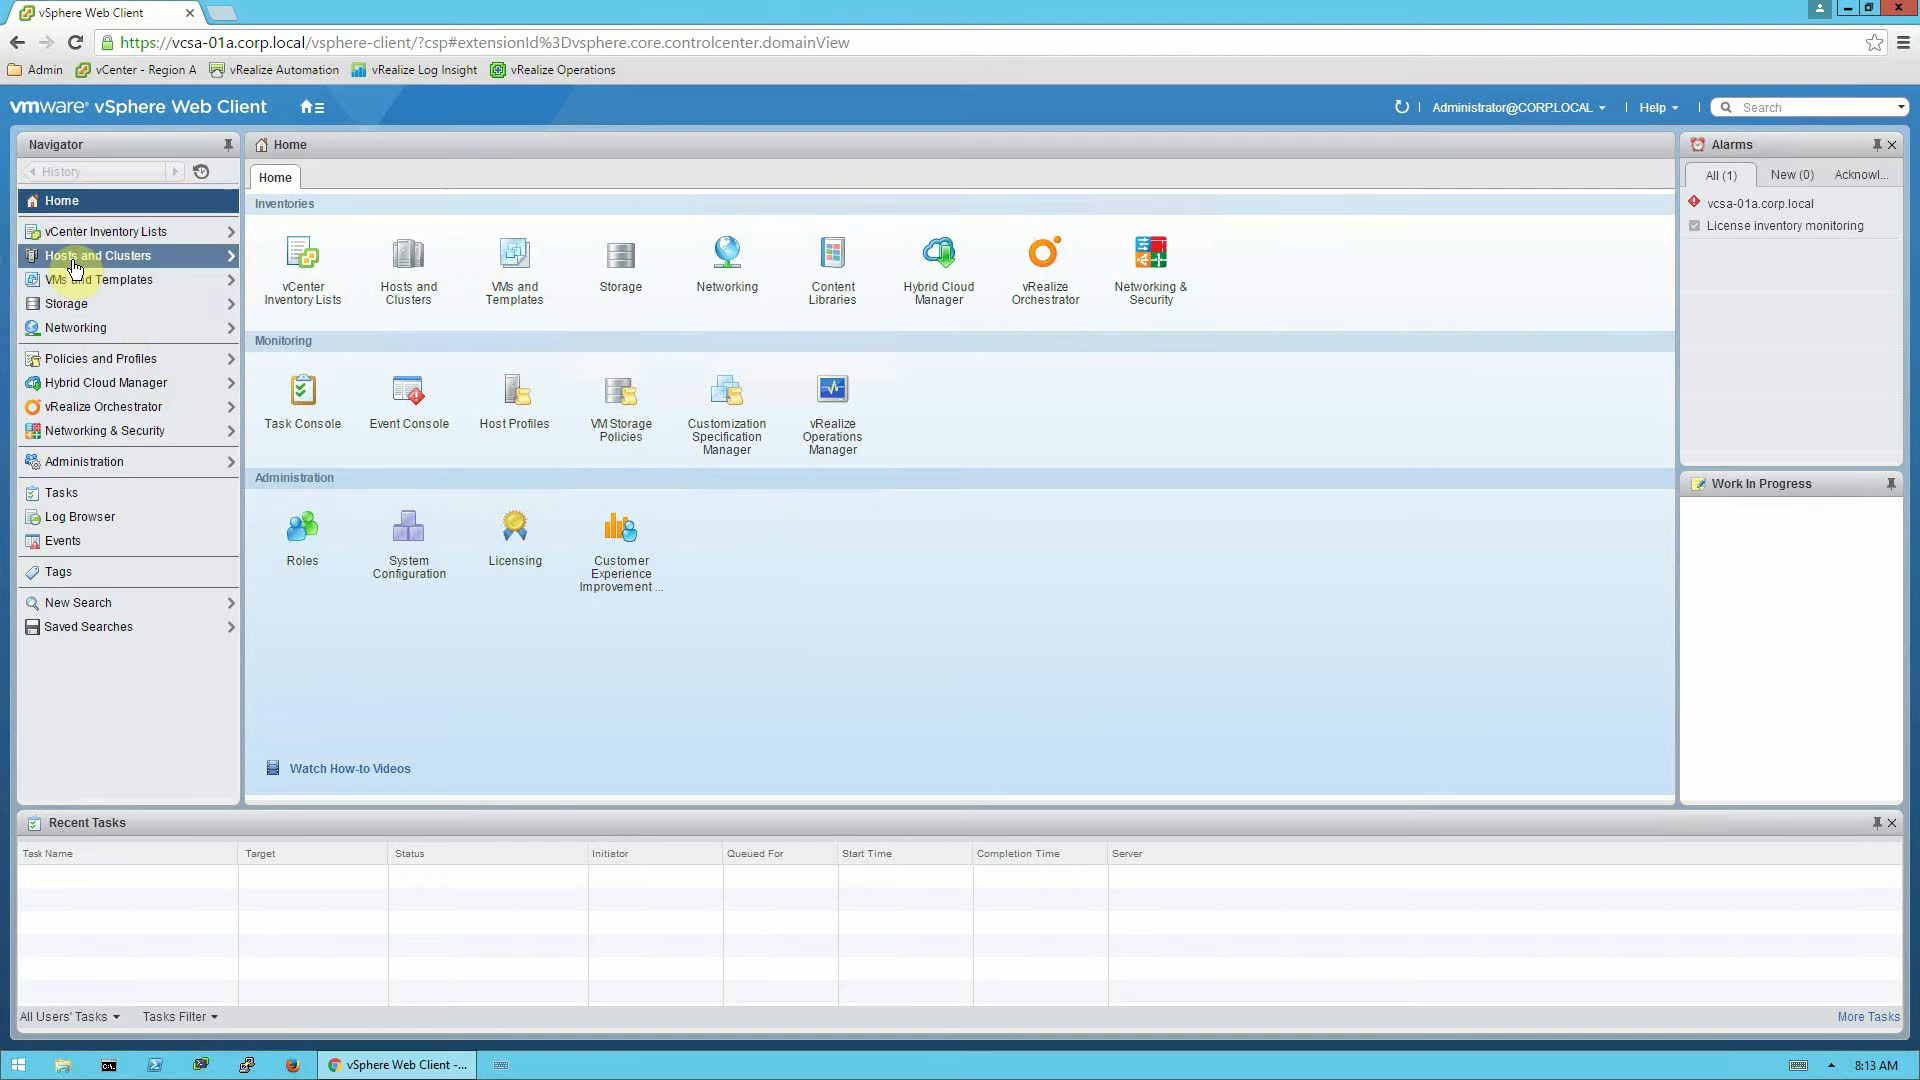 vSphere Web Client
https://vcsa-01a.corp.local/vsphere-client/?csp#extensionId%3Dvsphere.core.controlcenter.domainView
Admin vCenter - Region A vRealize Automation vRealize Log Insight vRealize Operations
vmware® vSphere Web Client
Administrator@CORP.LOCAL Help Search
Navigator
History
Home
vCenter Inventory Lists
Hosts and Clusters
VMs and Templates
Storage
Networking
Policies and Profiles
Hybrid Cloud Manager
vRealize Orchestrator
Networking & Security
Administration
Tasks
Log Browser
Events
Tags
New Search
Saved Searches
Home
Home
Inventories
vCenter
Inventory Lists
Hosts and
Clusters
VMs and
Templates
Storage
Networking
Content
Libraries
Hybrid Cloud
Manager
vRealize
Orchestrator
Networking &
Security
Monitoring
Task Console
Event Console
Host Profiles
VM Storage
Policies
Customization
Specification
Manager
vRealize
Operations
Manager
Administration
Roles
System
Configuration
Licensing
Customer
Experience
Improvement ...
Watch How-to Videos
Alarms
All (1) New (0) Acknowl...
vcsa-01a.corp.local
License inventory monitoring
Work In Progress
Recent Tasks
Task Name Target Status Initiator Queued For Start Time Completion Time Server
All Users' Tasks Tasks Filter More Tasks
C:\
vSphere Web Client -...
8:13 AM